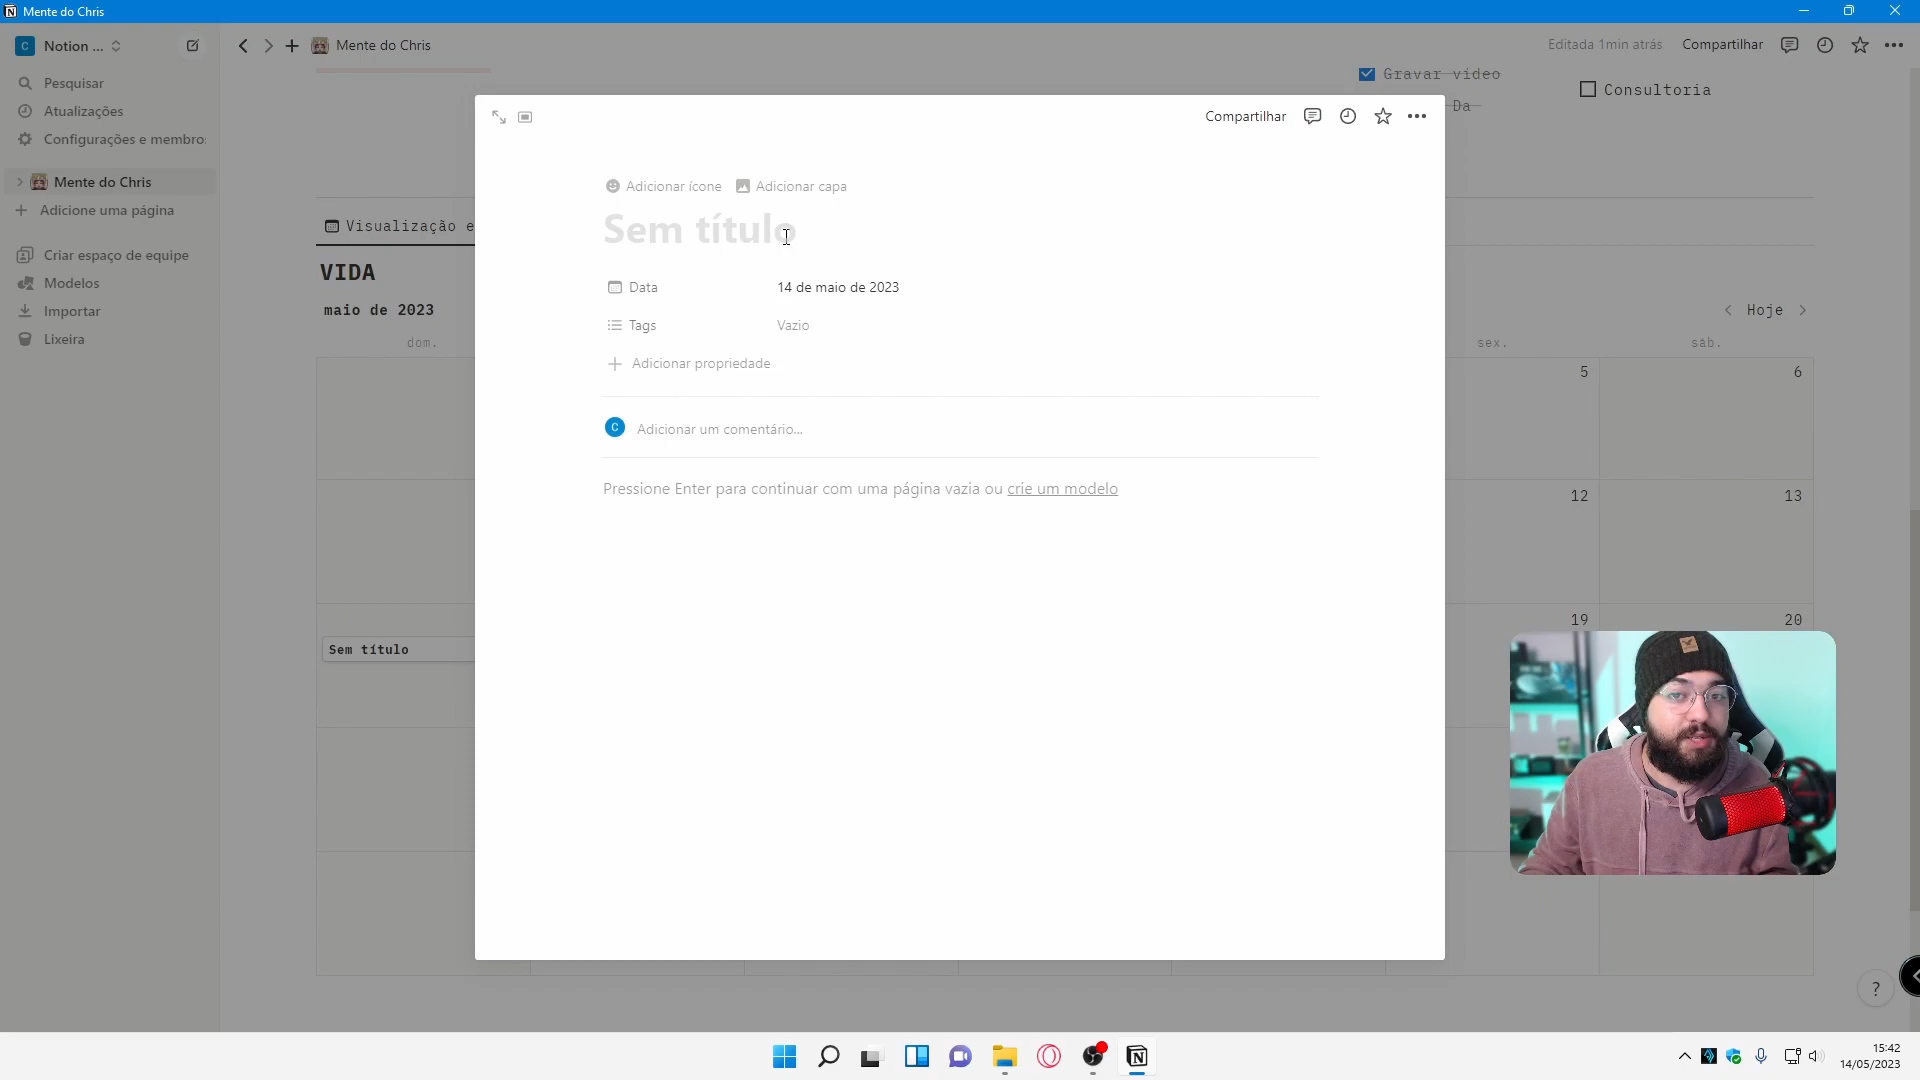 Mente do Chris
C Notion ...
Mente do Chris
Editada 1min atrás
Compartilhar
Pesquisar
Atualizações
Configurações e membro
Mente do Chris
Adicione uma página
Criar espaço de equipe
Modelos
Importar
Lixeira
Gravar vídeo
Da
Consultoria
Visualização e
VIDA
maio de 2023
Hoje
dom.
sex.
sáb.
5
6
12
13
19
20
Sem título
Compartilhar
Adicionar ícone
Adicionar capa
Sem título
Data
14 de maio de 2023
Tags
Vazio
Adicionar propriedade
C
Adicionar um comentário...
Pressione Enter para continuar com uma página vazia ou crie um modelo
?
15:42
14/05/2023